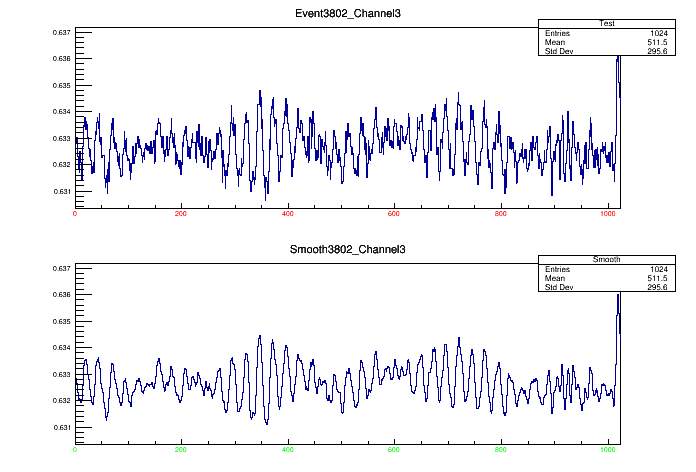 Event3802_Channel3
Test
Entries 1024
Mean 511.5
Std Dev 295.6
0.637
0.636
0.635
0.634
0.633
0.632
0.631
0 200 400 600 800 1000
Smooth3802_Channel3
Smooth
Entries 1024
Mean 511.5
Std Dev 295.6
0.637
0.636
0.635
0.634
0.633
0.632
0.631
0 200 400 600 800 1000